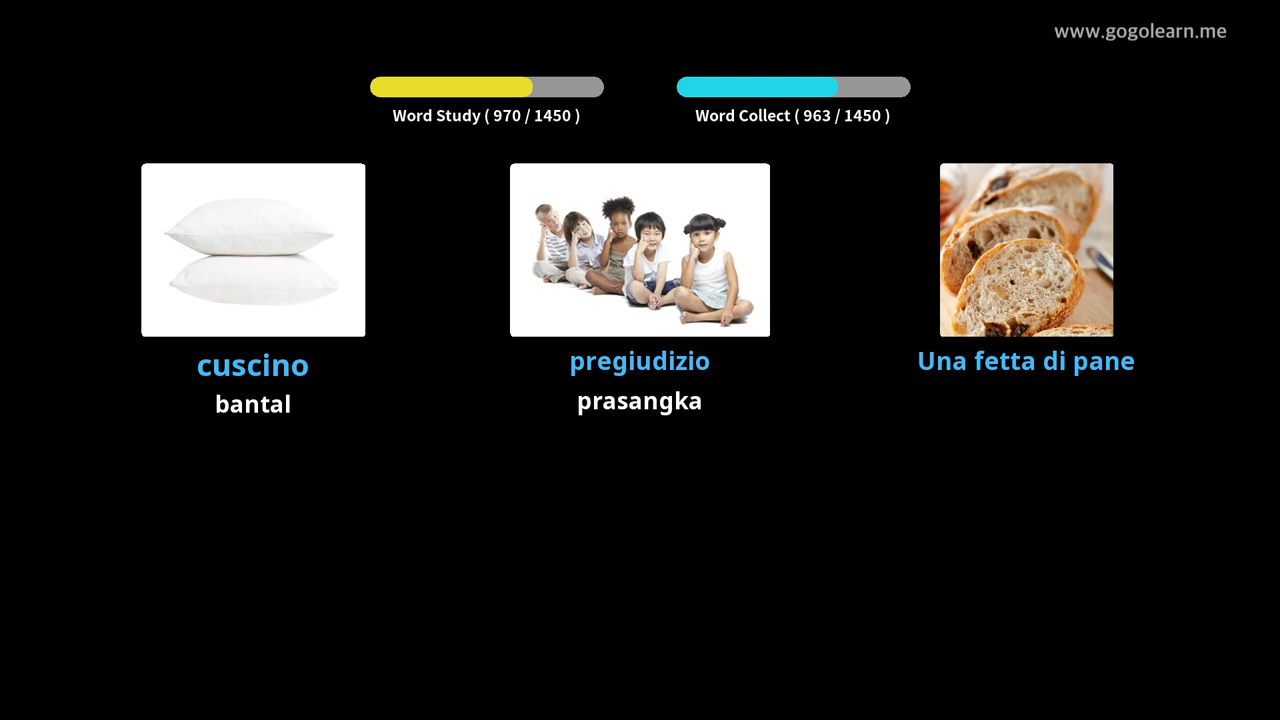 www.gogolearn.me
Word Study ( 970 / 1450 )
Word Collect ( 963 / 1450 )
cuscino
bantal
pregiudizio
prasangka
Una fetta di pane